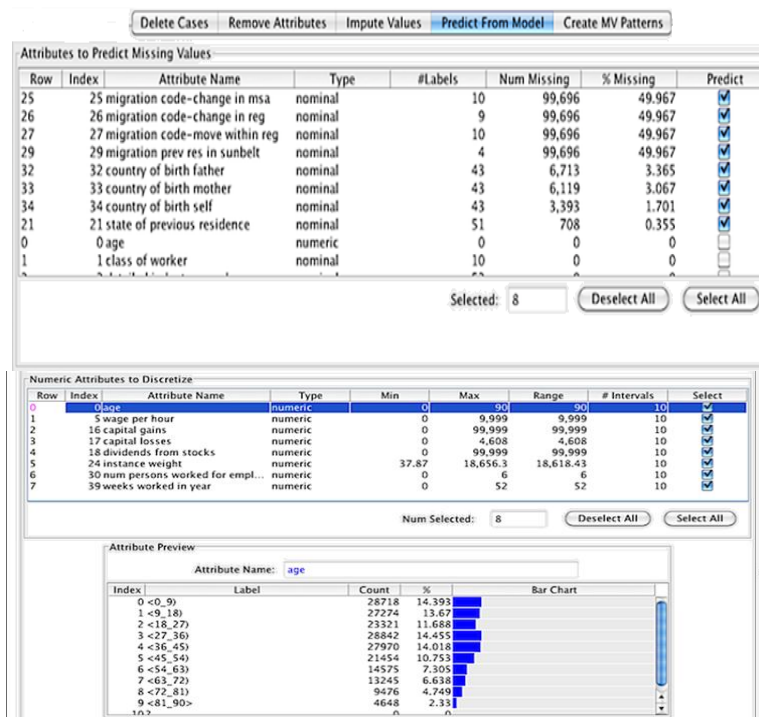 Delete Cases Remove Attributes Impute Values Predict From Model Create MV Patterns
Attributes to Predict Missing Values
Row Index Attribute Name Type #Labels Num Missing % Missing Predict
25 25 migration code-change in msa nominal 10 99,696 49.967
26 26 migration code-change in reg nominal 9 99,696 49.967
27 27 migration code-move within reg nominal 10 99,696 49.967
29 29 migration prev res in sunbelt nominal 4 99,696 49.967
32 32 country of birth father nominal 43 6,713 3.365
33 33 country of birth mother nominal 43 6,119 3.067
34 34 country of birth self nominal 43 3,393 1.701
21 21 state of previous residence nominal 51 708 0.355
0 0 age numeric 0 0 0
1 1 class of worker nominal 10 0 0
Selected: 8 Deselect All Select All
Numeric Attributes to Discretize
Row Index Attribute Name Type Min Max Range # Intervals Select
0 0 age numeric 0 90 90 10
1 5 wage per hour numeric 0 9,999 9,999 10
2 16 capital gains numeric 0 99,999 99,999 10
3 17 capital losses numeric 0 4,608 4,608 10
4 18 dividends from stocks numeric 0 99,999 99,999 10
5 24 instance weight numeric 37.87 18,656.3 18,618.43 10
6 30 num persons worked for empl... numeric 0 6 6 10
7 39 weeks worked in year numeric 0 52 52 10
Num Selected: 8 Deselect All Select All
Attribute Preview
Attribute Name: age
Index Label Count % Bar Chart
0 <0_9) 28718 14.393
1 <9_18) 27274 13.67
2 <18_27) 23321 11.688
3 <27_36) 28842 14.455
4 <36_45) 27970 14.018
5 <45_54) 21454 10.753
6 <54_63) 14575 7.305
7 <63_72) 13245 6.638
8 <72_81) 9476 4.749
9 <81_90> 4648 2.33
10 ? 0 0